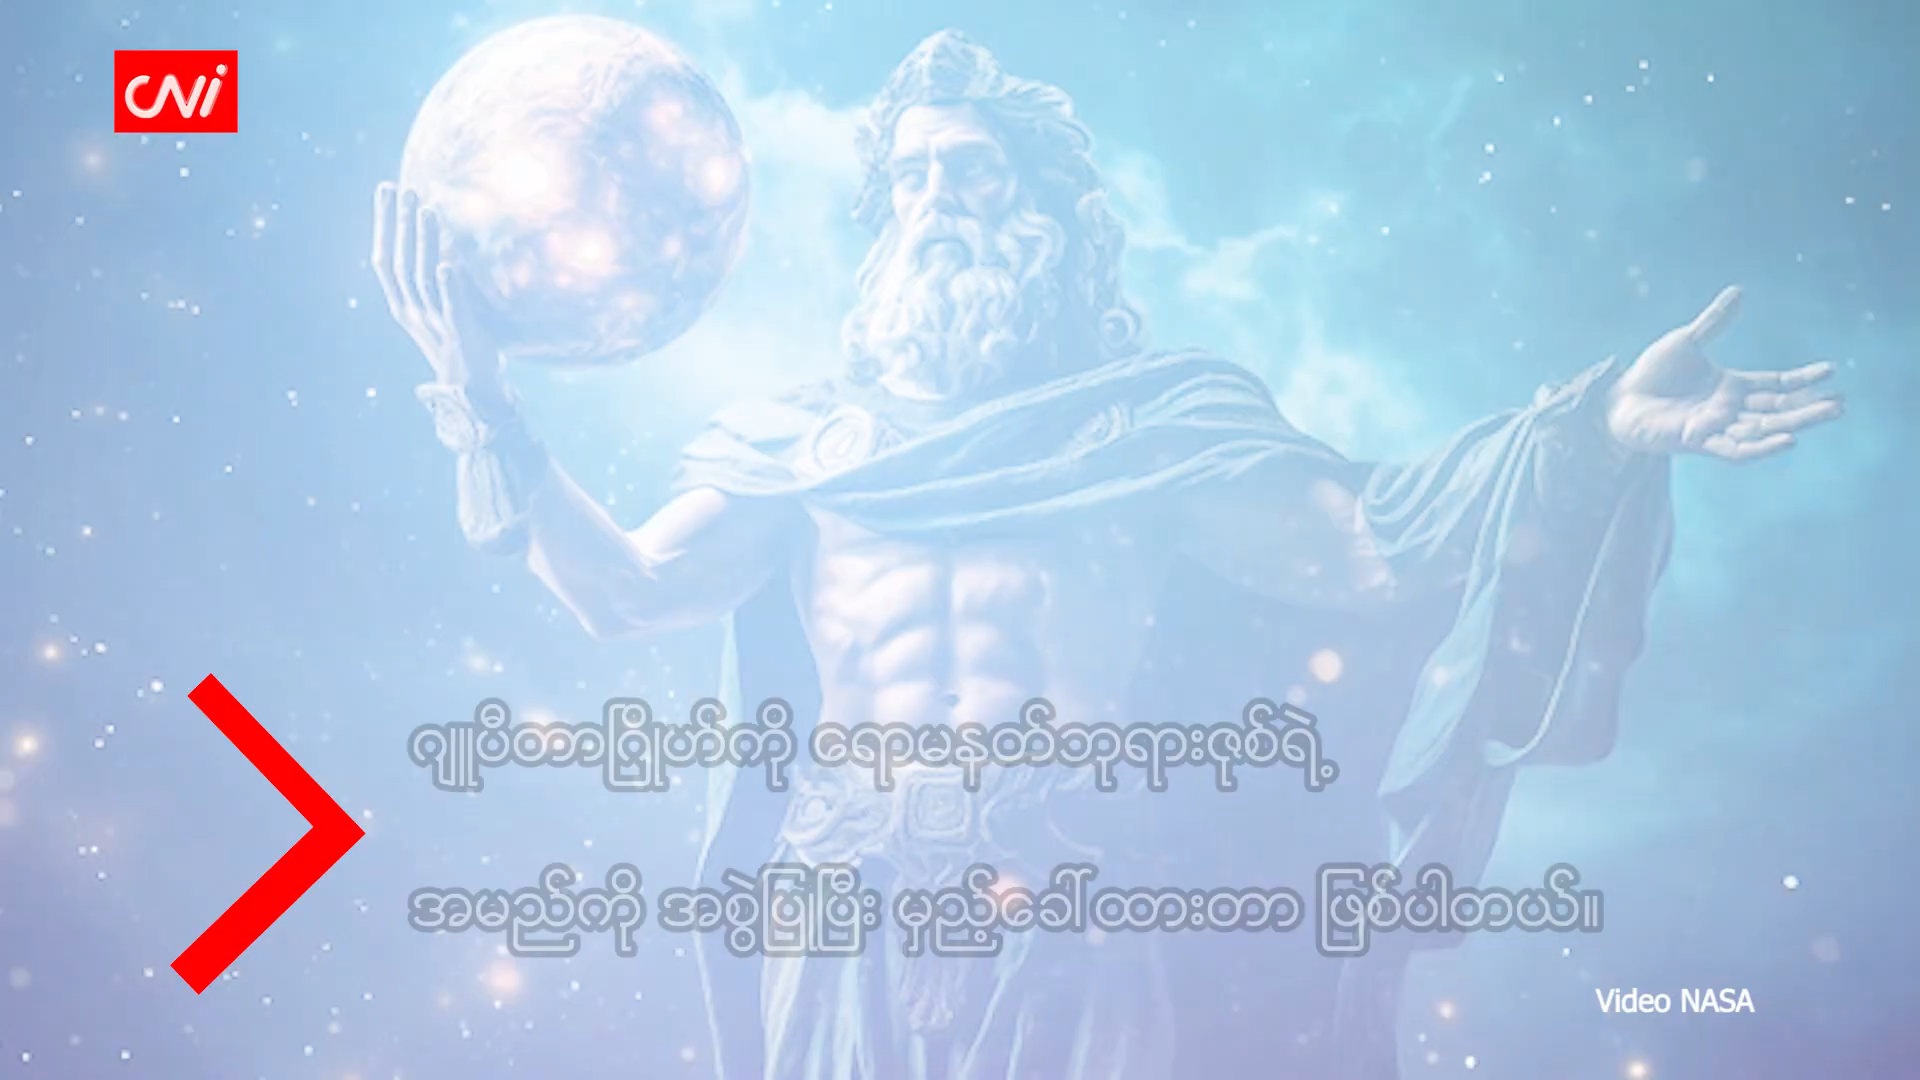 CNi
ဂျူပီတာဂြိုဟ်ကို ရောမနတ်ဘုရားဇုစ်ရဲ့
အမည်ကို အစွဲပြုပြီး မှည့်ခေါ်ထားတာ ဖြစ်ပါတယ်။
Video NASA